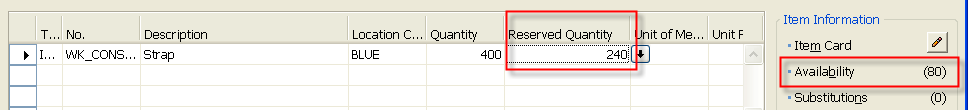 T... No. Description Location C... Quantity Reserved Quantity Unit of Me... Unit P
I... WK_CONS... Strap BLUE 400 240
Item Information
Item Card
Availability (80)
Substitutions (0)